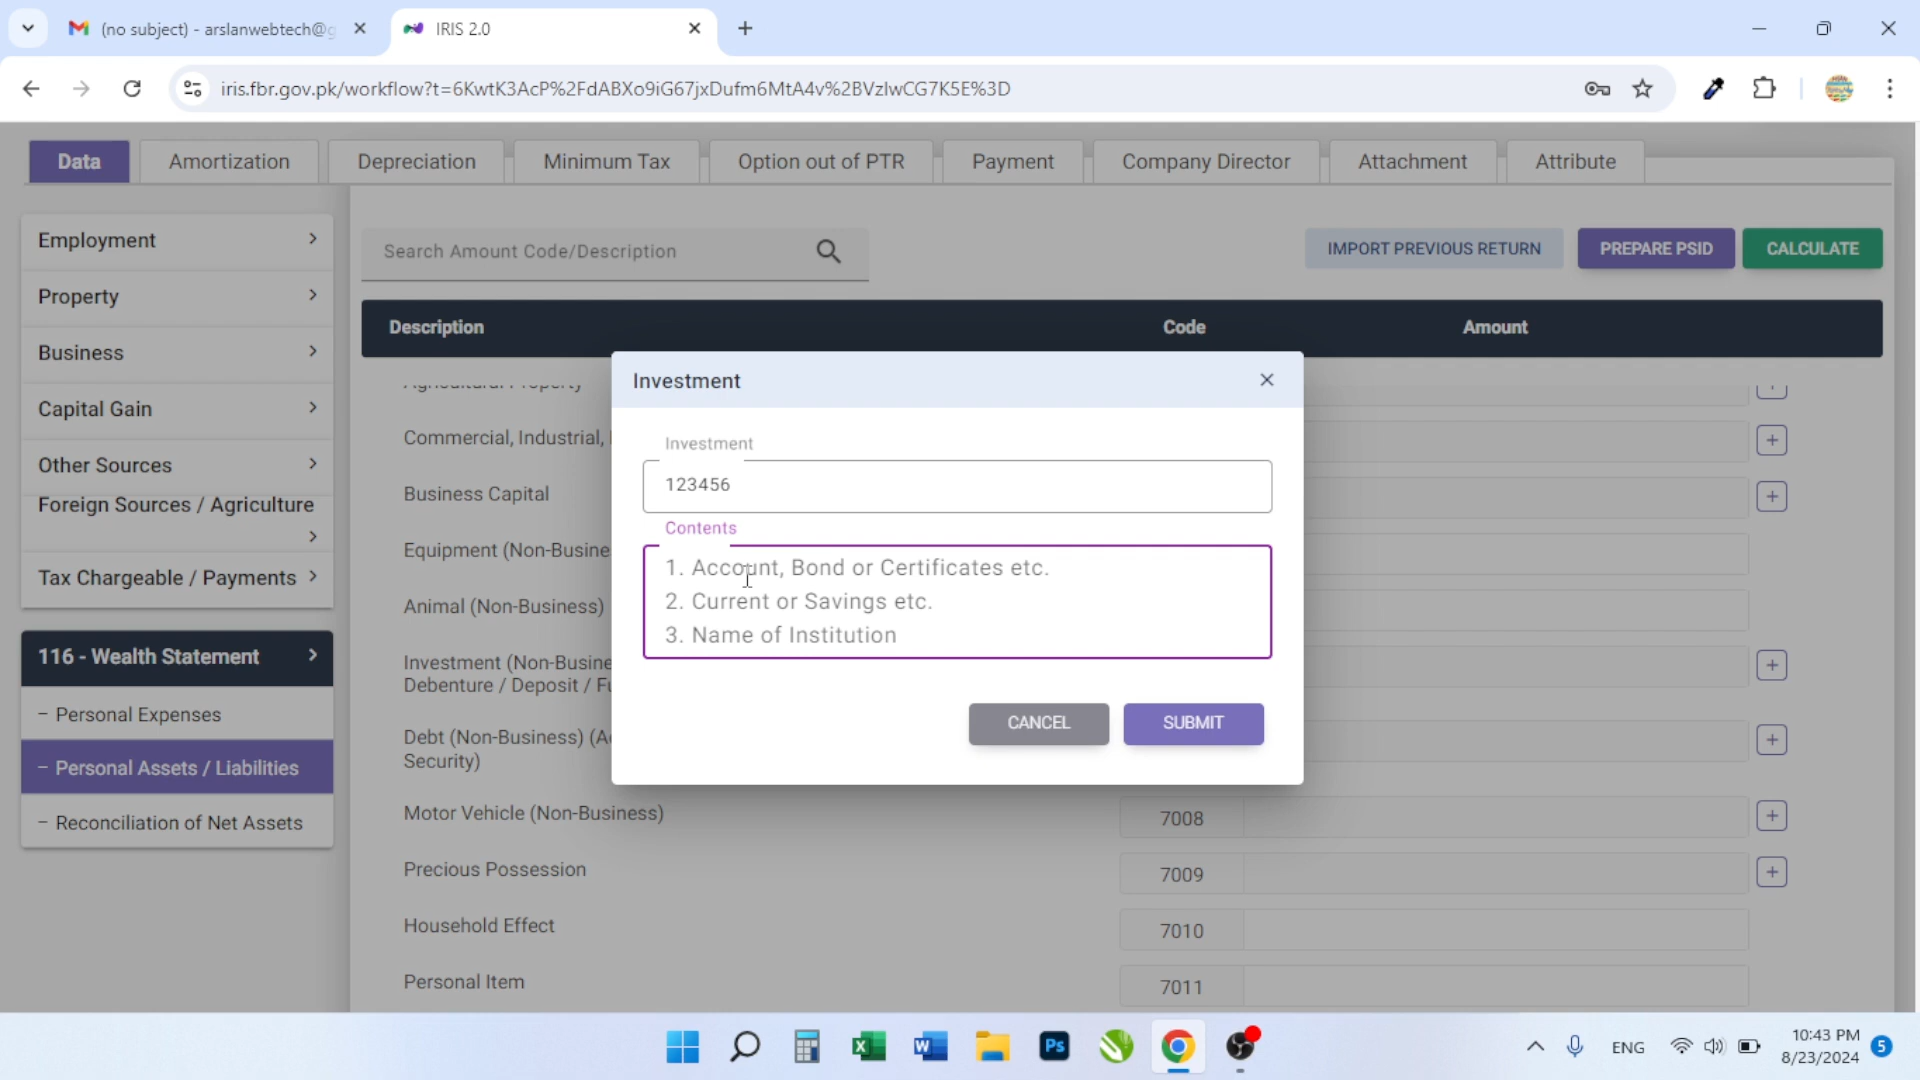 (no subject) - arslanwebtech@g
IRIS 2.0
iris.fbr.gov.pk/workflow?t=6KwtK3AcP%2FdABXo9iG67jxDufm6MtA4v%2BVzIwCG7K5E%3D
Data
Amortization
Depreciation
Minimum Tax
Option out of PTR
Payment
Company Director
Attachment
Attribute
Employment
Property
Business
Capital Gain
Other Sources
Foreign Sources / Agriculture
Tax Chargeable / Payments
116 - Wealth Statement
- Personal Expenses
- Personal Assets / Liabilities
- Reconciliation of Net Assets
Search Amount Code/Description
IMPORT PREVIOUS RETURN
PREPARE PSID
CALCULATE
Description
Code
Amount
Agricultural Property
Commercial, Industrial,
Business Capital
Equipment (Non-Busine
Animal (Non-Business)
Investment (Non-Busine
Debenture / Deposit / Fu
Debt (Non-Business) (A
Security)
Motor Vehicle (Non-Business)
7008
Precious Possession
7009
Household Effect
7010
Personal Item
7011
Investment
Investment
123456
Contents
1. Account, Bond or Certificates etc.
2. Current or Savings etc.
3. Name of Institution
CANCEL
SUBMIT
Ps
ENG
10:43 PM
8/23/2024
5